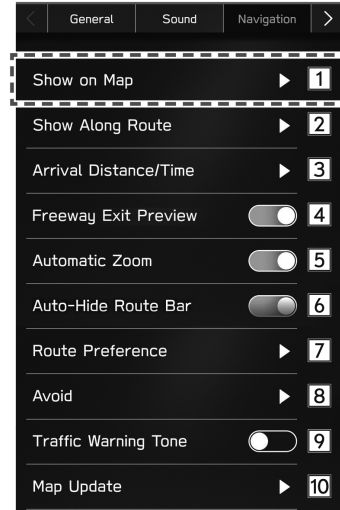 General Sound Navigation
Show on Map 1
Show Along Route 2
Arrival Distance/Time 3
Freeway Exit Preview 4
Automatic Zoom 5
Auto-Hide Route Bar 6
Route Preference 7
Avoid 8
Traffic Warning Tone 9
Map Update 10